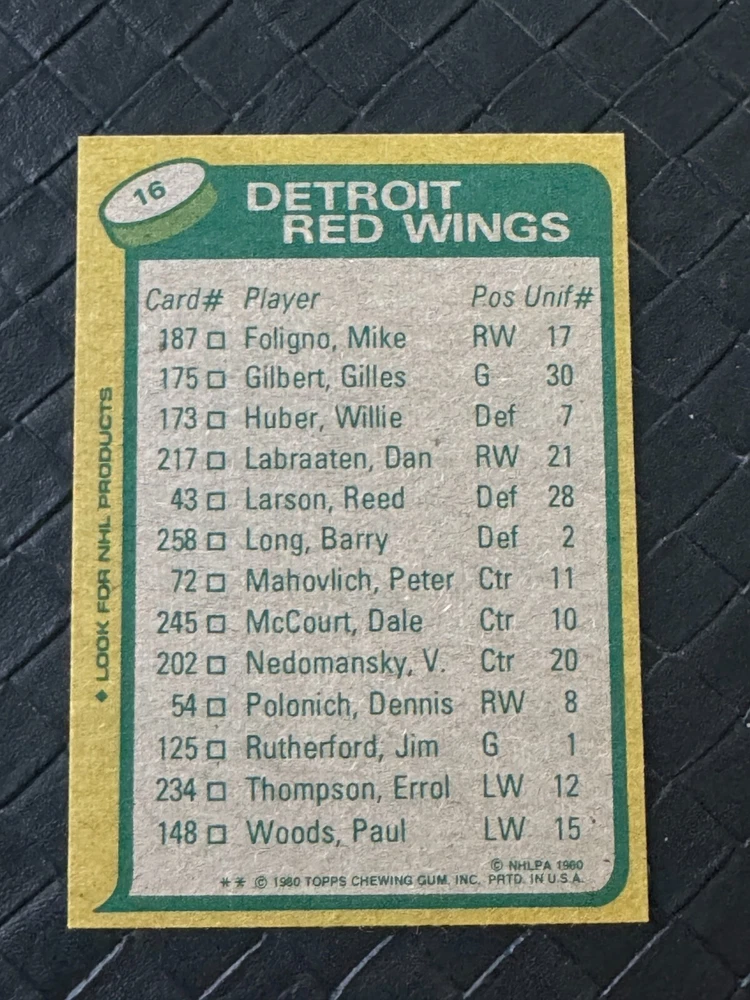 16
DETROIT
RED WINGS
Card# Player Pos Unif#
187 □ Foligno, Mike RW 17
175 □ Gilbert, Gilles G 30
173 □ Huber, Willie Def 7
217 □ Labraaten, Dan RW 21
43 □ Larson, Reed Def 28
258 □ Long, Barry Def 2
72 □ Mahovlich, Peter Ctr 11
245 □ McCourt, Dale Ctr 10
202 □ Nedomansky, V. Ctr 20
54 □ Polonich, Dennis RW 8
125 □ Rutherford, Jim G 1
234 □ Thompson, Errol LW 12
148 □ Woods, Paul LW 15
© NHLPA 1980
** © 1980 TOPPS CHEWING GUM, INC. PRTD. IN U.S.A.
♦ LOOK FOR NHL PRODUCTS